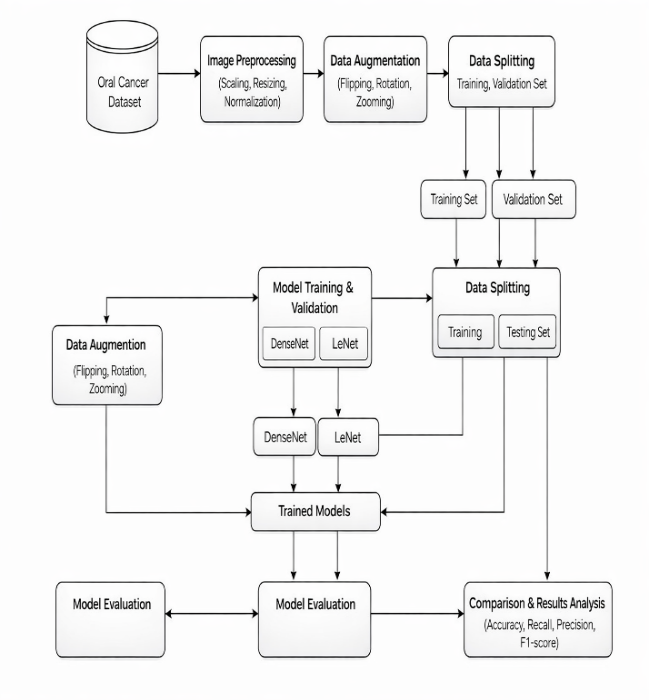 Oral Cancer
Dataset
Image Preprocessing
(Scaling, Resizing,
Normalization)
Data Augmentation
(Flipping, Rotation,
Zooming)
Data Splitting
Training, Validation Set
Training Set
Validation Set
Model Training &
Validation
DenseNet
LeNet
Data Splitting
Training
Testing Set
Data Augmention
(Flipping, Rotation,
Zooming)
DenseNet
LeNet
Trained Models
Model Evaluation
Model Evaluation
Comparison & Results Analysis
(Accuracy, Recall, Precision,
F1-score)